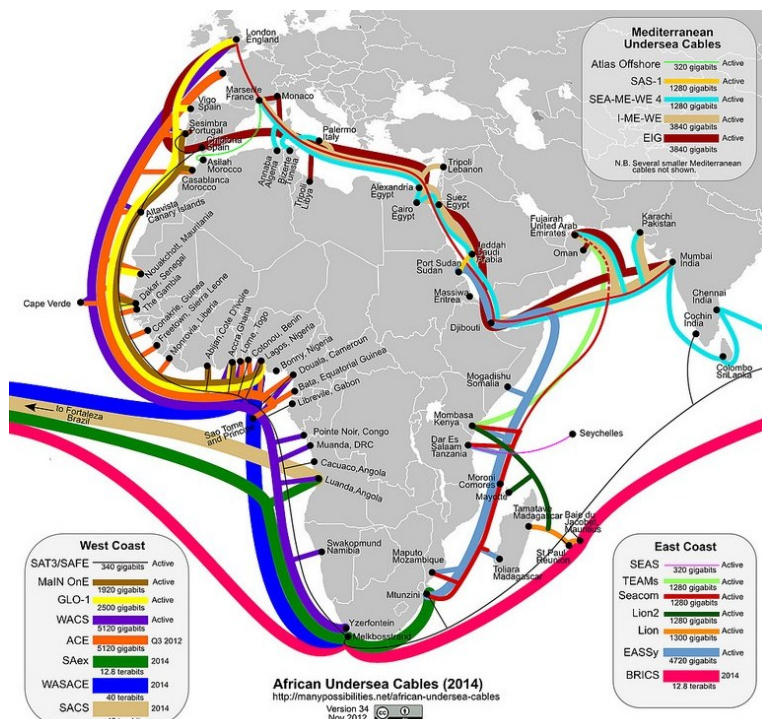 Mediterranean
Undersea Cables
Atlas Offshore
320 gigabits
Active
SAS-1
1280 gigabits
Active
SEA-ME-WE 4
1280 gigabits
Active
I-ME-WE
3840 gigabits
Active
EIG
3840 gigabits
Active
N.B. Several smaller Mediterranean
cables not shown.
London
England
Vigo
Spain
Marseille
France
Monaco
Sesimbra
Portugal
Spain
Asilah
Morocco
Casablanca
Morocco
Annaba
Algeria
Bizerte
Tunisia
Tripoli
Libya
Palermo
Italy
Tripoli
Lebanon
Alexandria
Egypt
Cairo
Egypt
Suez
Egypt
Jeddah
Saudi
Arabia
Port Sudan
Sudan
Massiwa
Eritrea
Djibouti
Fujairah
United Arab
Emirates
Oman
Karachi
Pakistan
Mumbai
India
Chennai
India
Cochin
India
Colombo
Sri Lanka
Altavista
Canary Islands
Nouakchott, Mauritania
Dakar, Senegal
The Gambia
Cape Verde
Conakrie, Guinea
Freetown, Sierra Leone
Monrovia, Liberia
Abijan, Cote D'Ivoire
Accra, Ghana
Lome, Togo
Cotonou, Benin
Lagos, Nigeria
Bonny, Nigeria
Douala, Cameroun
Bata, Equatorial Guinea
Libreville, Gabon
Sao Tome
and Principe
to Fortaleza
Brazil
Pointe Noir, Congo
Muanda, DRC
Cacuaco,Angola
Luanda,Angola
Swakopmund
Namibia
Yzerfontein
Melkbosstrand
Mtunzini
Maputo
Mozambique
Toliara
Madagascar
Mogadishu
Somalia
Mombasa
Kenya
Dar Es
Salaam
Tanzania
Seychelles
Moroni
Comores
Mayotte
Tamatave
Madagascar
Baie du
Jacobet,
Mauritius
St Paul
Reunion
West Coast
SAT3/SAFE
340 gigabits
Active
MaIN OnE
1920 gigabits
Active
GLO-1
2500 gigabits
Active
WACS
5120 gigabits
Active
ACE
5120 gigabits
Q3 2012
SAex
12.8 terabits
2014
WASACE
40 terabits
2014
SACS
2014
East Coast
SEAS
320 gigabits
Active
TEAMs
1280 gigabits
Active
Seacom
1280 gigabits
Active
Lion2
1280 gigabits
Active
Lion
1300 gigabits
Active
EASSy
4720 gigabits
Active
BRICS
12.8 terabits
2014
African Undersea Cables (2014)
http://manypossibilities.net/african-undersea-cables
Version 34
Nov 2012